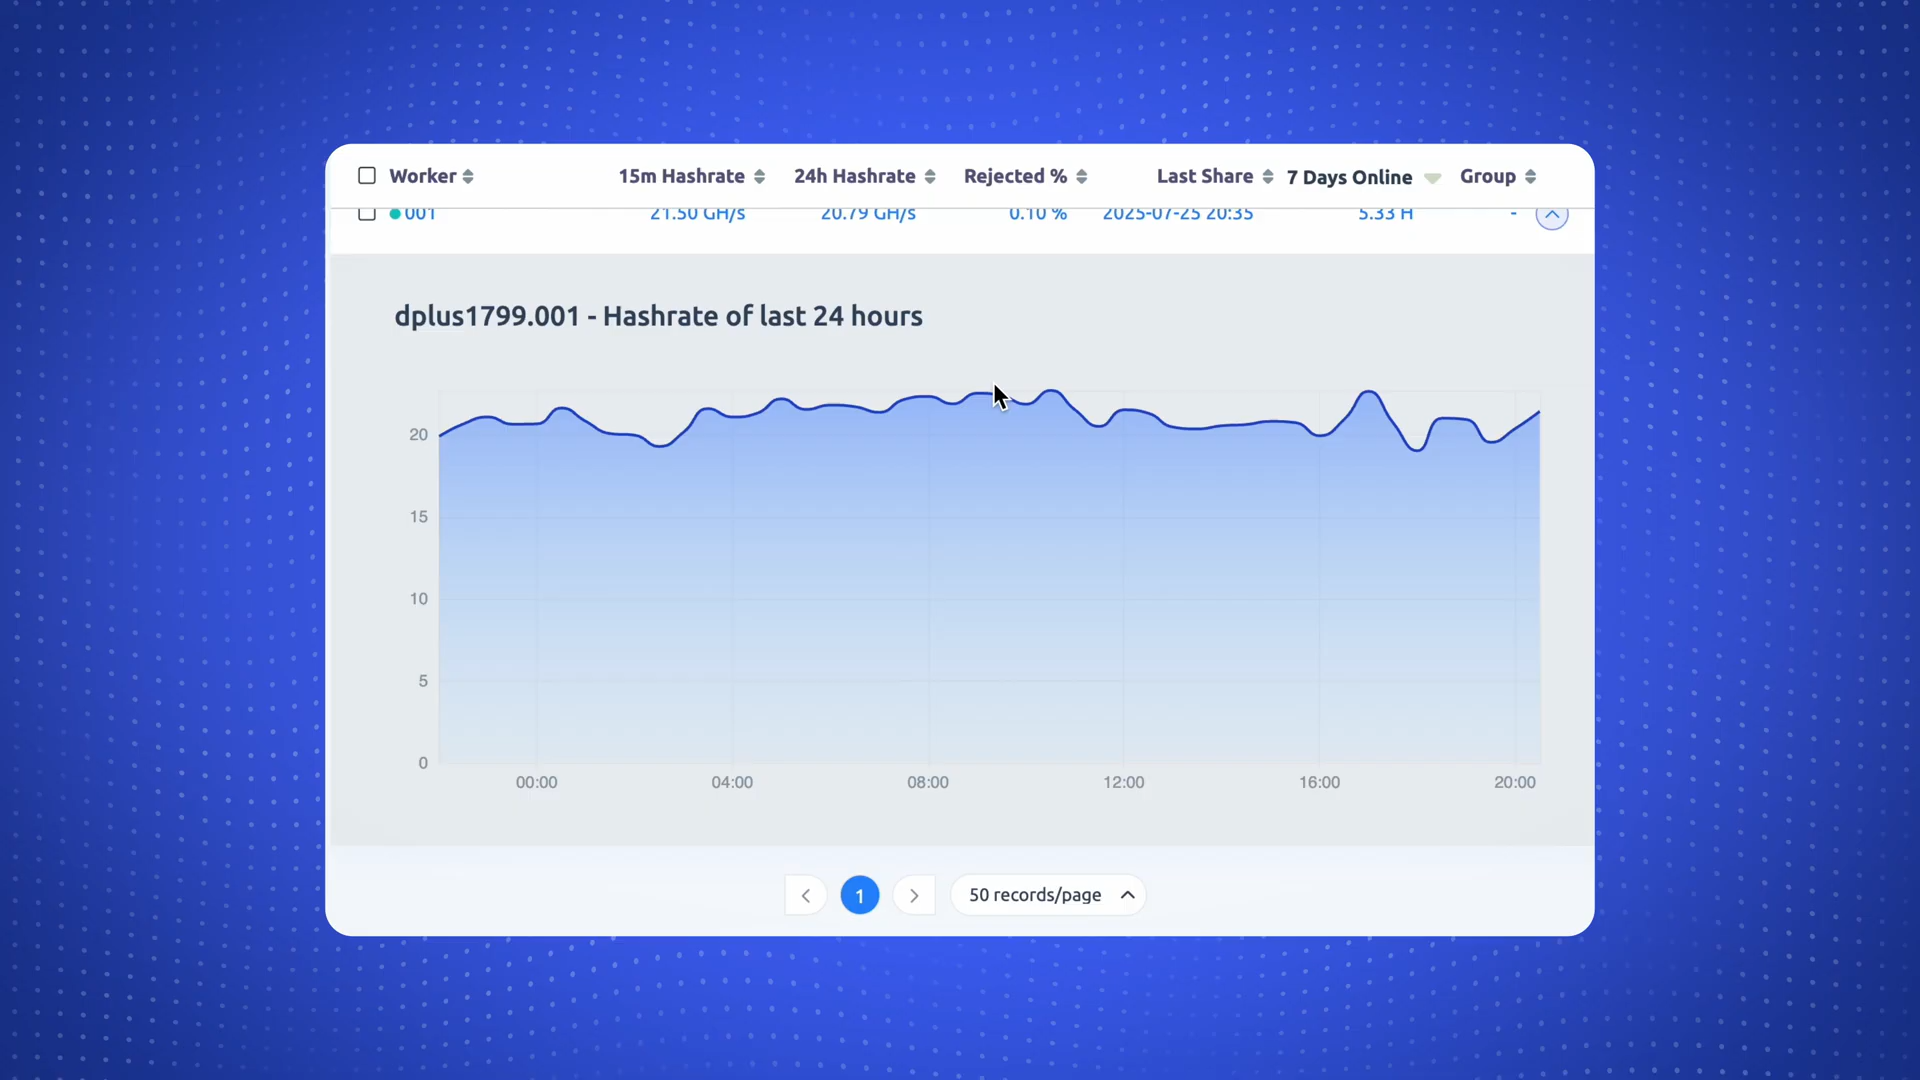 Worker 15m Hashrate 24h Hashrate Rejected % Last Share 7 Days Online Group
001 21.50 GH/s 20.79 GH/s 0.10 % 2025-07-25 20:35 5.33 H -
dplus1799.001 - Hashrate of last 24 hours
20
15
10
5
0
00:00 04:00 08:00 12:00 16:00 20:00
1 50 records/page